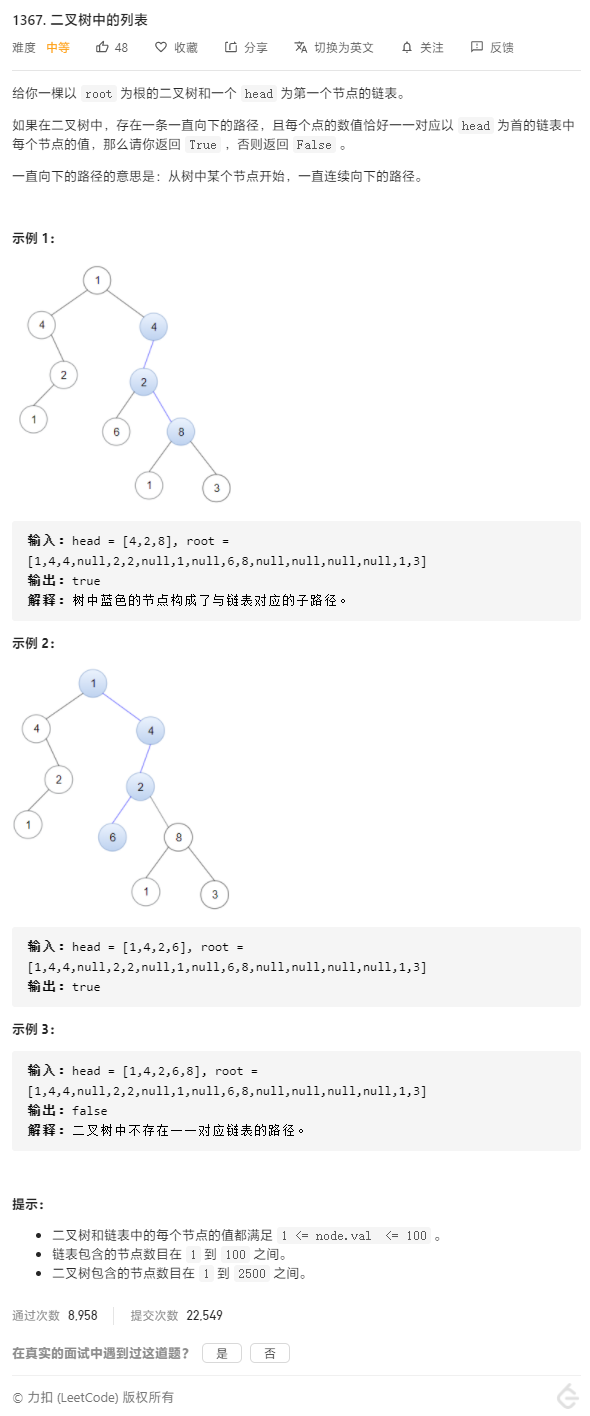 1367. 二叉树中的列表
难度 中等 48 收藏 分享 切换为英文 关注 反馈
给你一棵以 root 为根的二叉树和一个 head 为第一个节点的链表。
如果在二叉树中，存在一条一直向下的路径，且每个点的数值恰好一一对应以 head 为首的链表中
每个节点的值，那么请你返回 True ，否则返回 False 。
一直向下的路径的意思是：从树中某个节点开始，一直连续向下的路径。
示例 1：
1
4 4
2 2
1 6 8
1 3
输入：head = [4,2,8], root =
[1,4,4,null,2,2,null,1,null,6,8,null,null,null,null,1,3]
输出：true
解释：树中蓝色的节点构成了与链表对应的子路径。
示例 2：
1
4 4
2 2
1 6 8
1 3
输入：head = [1,4,2,6], root =
[1,4,4,null,2,2,null,1,null,6,8,null,null,null,null,1,3]
输出：true
示例 3：
输入：head = [1,4,2,6,8], root =
[1,4,4,null,2,2,null,1,null,6,8,null,null,null,null,1,3]
输出：false
解释：二叉树中不存在一一对应链表的路径。
提示：
• 二叉树和链表中的每个节点的值都满足 1 <= node.val <= 100 。
• 链表包含的节点数目在 1 到 100 之间。
• 二叉树包含的节点数目在 1 到 2500 之间。
通过次数 8,958 提交次数 22,549
在真实的面试中遇到过这道题？ 是 否
© 力扣 (LeetCode) 版权所有